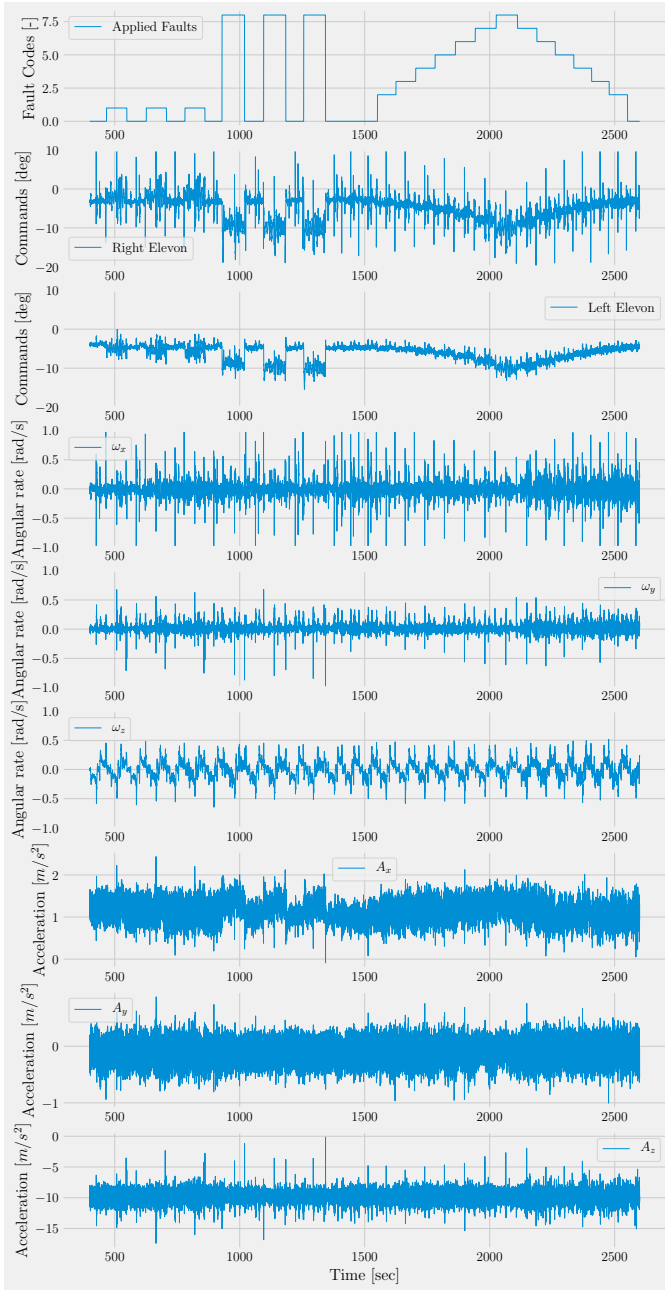 Fault Codes [-]
7.5
5.0
2.5
0.0
Applied Faults
500 1000 1500 2000 2500
Commands [deg]
10
0
−10
−20
Right Elevon
500 1000 1500 2000 2500
Commands [deg]
10
0
−10
−20
Left Elevon
500 1000 1500 2000 2500
Angular rate [rad/s]
1.0
0.5
0.0
−0.5
−1.0
ωx
500 1000 1500 2000 2500
Angular rate [rad/s]
1.0
0.5
0.0
−0.5
−1.0
ωy
500 1000 1500 2000 2500
Angular rate [rad/s]
1.0
0.5
0.0
−0.5
−1.0
ωz
500 1000 1500 2000 2500
Acceleration [m/s²]
2
1
0
Ax
500 1000 1500 2000 2500
Acceleration [m/s²]
0
−1
Ay
500 1000 1500 2000 2500
Acceleration [m/s²]
0
−5
−10
−15
Az
500 1000 1500 2000 2500
Time [sec]